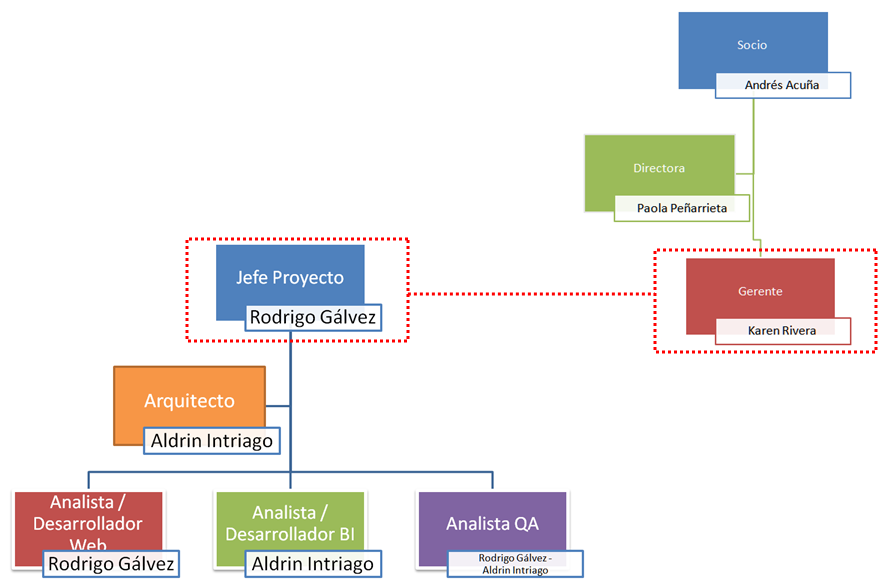 Socio
Andrés Acuña
Directora
Paola Peñarrieta
Gerente
Karen Rivera
Jefe Proyecto
Rodrigo Gálvez
Arquitecto
Aldrin Intriago
Analista /
Desarrollador
Web
Rodrigo Gálvez
Analista /
Desarrollador BI
Aldrin Intriago
Analista QA
Rodrigo Gálvez -
Aldrin Intriago